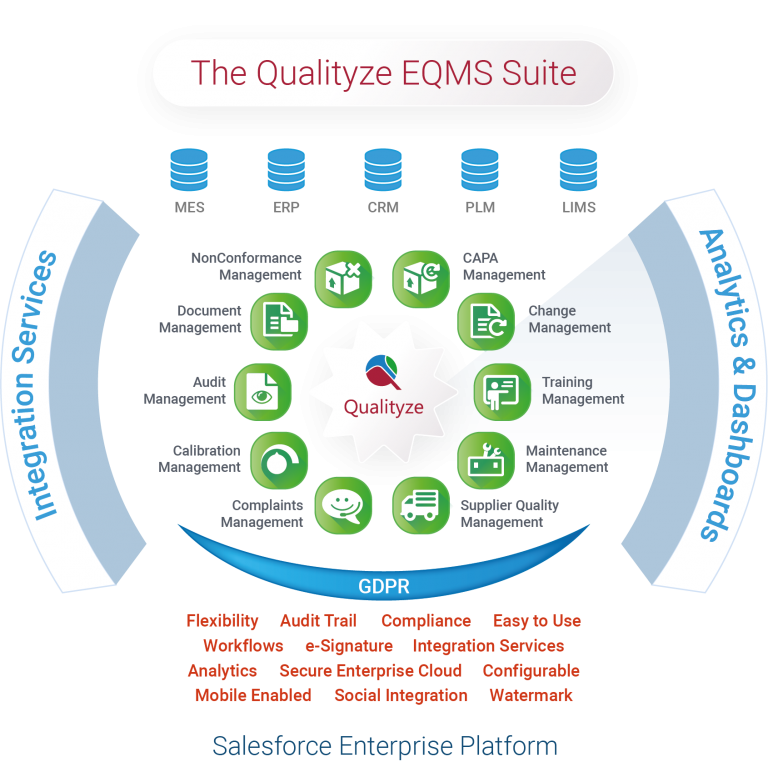 The Qualityze EQMS Suite
MES ERP CRM PLM LIMS
Integration Services
Analytics & Dashboards
NonConformance
Management
CAPA
Management
Document
Management
Change
Management
Audit
Management
Training
Management
Qualityze
Calibration
Management
Maintenance
Management
Complaints
Management
Supplier Quality
Management
GDPR
Flexibility Audit Trail Compliance Easy to Use
Workflows e-Signature Integration Services
Analytics Secure Enterprise Cloud Configurable
Mobile Enabled Social Integration Watermark
Salesforce Enterprise Platform